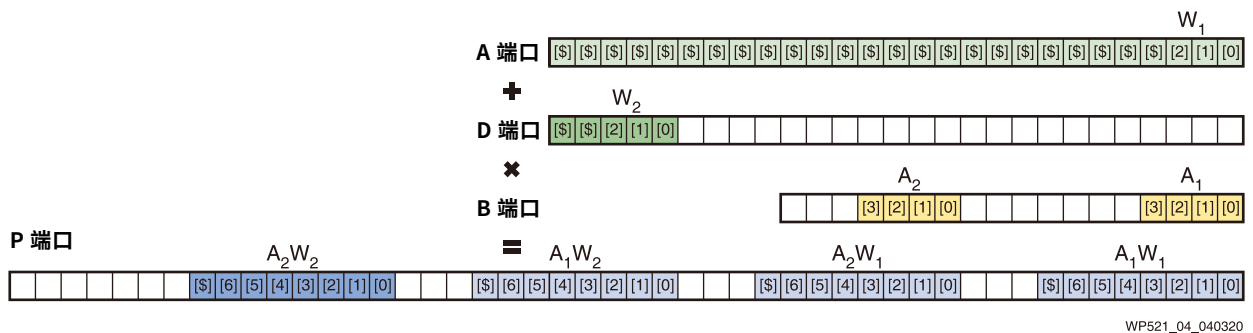 W₁
A 端口 [$] [$] [$] [$] [$] [$] [$] [$] [$] [$] [$] [$] [$] [$] [$] [$] [$] [$] [$] [$] [$] [$] [$] [$] [2] [1] [0]
+
W₂
D 端口 [$] [$] [2] [1] [0]
×
A₂ A₁
B 端口 [3] [2] [1] [0] [3] [2] [1] [0]
P 端口 =
A₂W₂ A₁W₂ A₂W₁ A₁W₁
[$] [6] [5] [4] [3] [2] [1] [0] [$] [6] [5] [4] [3] [2] [1] [0] [$] [6] [5] [4] [3] [2] [1] [0] [$] [6] [5] [4] [3] [2] [1] [0]
WP521_04_040320